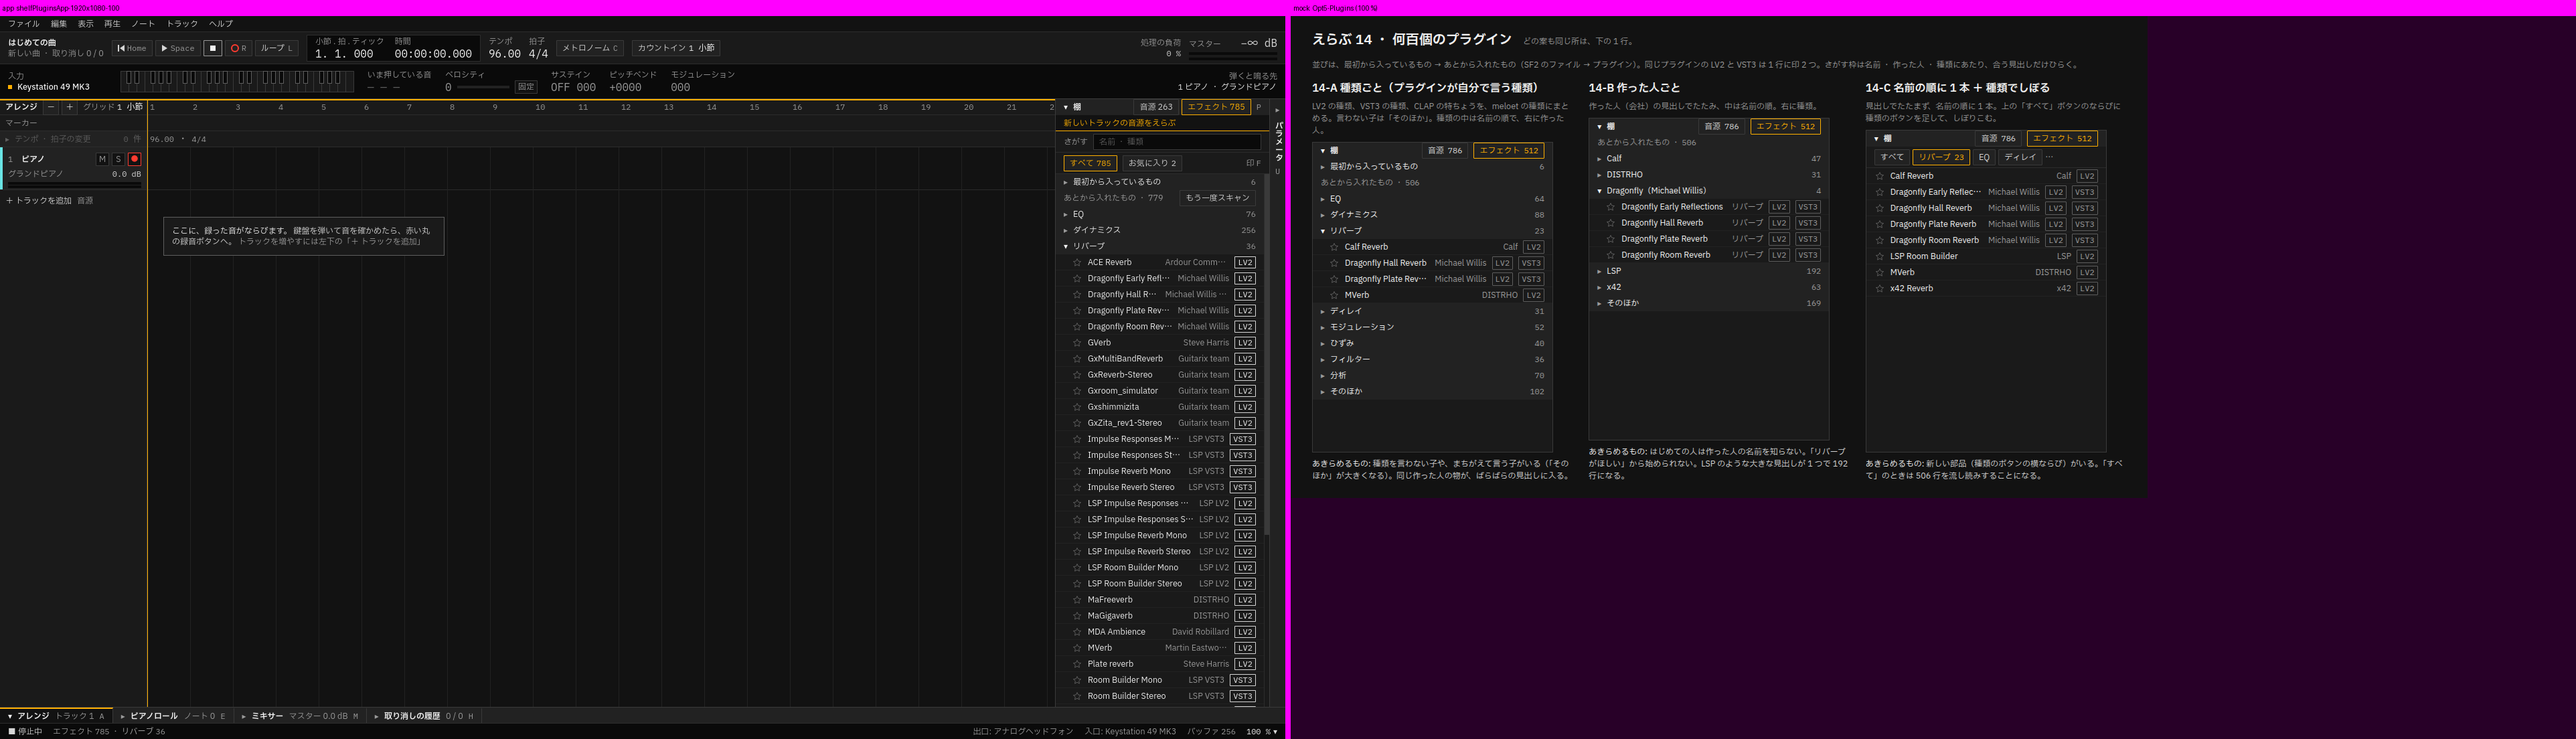 app shellPluginsApp-1920x1080-100
ファイル 編集 表示 再生 ノート トラック ヘルプ
はじめての曲
新しい曲 · 取り消し 0 / 0
Home Space R ループ L
小節 . 拍 . ティック 時間
1. 1. 000 00:00:00.000
テンポ 拍子
96.00 4/4
メトロノーム C カウントイン 1 小節
処理の負荷 マスター −∞ dB
0 %
入力
Keystation 49 MK3
いま押している音 ベロシティ サステイン ピッチベンド モジュレーション
— — — 0 固定 OFF 000 +0000 000
弾くと鳴る先
1 ピアノ · グランドピアノ
アレンジ − + グリッド 1 小節
1 2 3 4 5 6 7 8 9 10 11 12 13 14 15 16 17 18 19 20 21 2
マーカー
▸ テンポ · 拍子の変更 0 件
96.00 · 4/4
1 ピアノ M S
グランドピアノ 0.0 dB
+ トラックを追加 音源
ここに、録った音がならびます。 鍵盤を弾いて音を確かめたら、赤い丸
の録音ボタンへ。 トラックを増やすには左下の「+ トラックを追加」
▾ 棚 音源 263 エフェクト 785 P
新しいトラックの音源をえらぶ
さがす 名前 · 種類
すべて 785 お気に入り 2 印 F
▸ 最初から入っているもの 6
あとから入れたもの · 779 もう一度スキャン
▸ EQ 76
▸ ダイナミクス 256
▾ リバーブ 36
☆ ACE Reverb Ardour Comm··· LV2
☆ Dragonfly Early Refl··· Michael Willis LV2
☆ Dragonfly Hall R··· Michael Willis ··· LV2
☆ Dragonfly Plate Rev··· Michael Willis LV2
☆ Dragonfly Room Rev··· Michael Willis LV2
☆ GVerb Steve Harris LV2
☆ GxMultiBandReverb Guitarix team LV2
☆ GxReverb-Stereo Guitarix team LV2
☆ Gxroom_simulator Guitarix team LV2
☆ Gxshimmizita Guitarix team LV2
☆ GxZita_rev1-Stereo Guitarix team LV2
☆ Impulse Responses M··· LSP VST3 VST3
☆ Impulse Responses St··· LSP VST3 VST3
☆ Impulse Reverb Mono LSP VST3 VST3
☆ Impulse Reverb Stereo LSP VST3 VST3
☆ LSP Impulse Responses ··· LSP LV2 LV2
☆ LSP Impulse Responses S··· LSP LV2 LV2
☆ LSP Impulse Reverb Mono LSP LV2 LV2
☆ LSP Impulse Reverb Stereo LSP LV2 LV2
☆ LSP Room Builder Mono LSP LV2 LV2
☆ LSP Room Builder Stereo LSP LV2 LV2
☆ MaFreeverb DISTRHO LV2
☆ MaGigaverb DISTRHO LV2
☆ MDA Ambience David Robillard LV2
☆ MVerb Martin Eastwo··· LV2
☆ Plate reverb Steve Harris LV2
☆ Room Builder Mono LSP VST3 VST3
☆ Room Builder Stereo LSP VST3 VST3
▸ パラメータ U
▾ アレンジ トラック 1 A ▸ ピアノロール ノート 0 E ▸ ミキサー マスター 0.0 dB M ▸ 取り消しの履歴 0 / 0 H
■ 停止中 エフェクト 785 · リバーブ 36
出口: アナログヘッドフォン 入口: Keystation 49 MK3 バッファ 256 100 % ▾
mock Opt5-Plugins (100 %)
えらぶ 14 · 何百個のプラグイン どの案も同じ所は、下の 1 行。
並びは、最初から入っているもの → あとから入れたもの（SF2 のファイル → プラグイン）。同じプラグインの LV2 と VST3 は 1 行に印 2 つ。さがす枠は名前 · 作った人 · 種類にあたり、合う見出しだけひらく。
14-A 種類ごと（プラグインが自分で言う種類）
LV2 の種類、VST3 の種類、CLAP の特ちょうを、meloet の種類にまと
める。言わない子は「そのほか」。種類の中は名前の順で、右に作った
人。
▾ 棚 音源 786 エフェクト 512
▸ 最初から入っているもの 6
あとから入れたもの · 506
▸ EQ 64
▸ ダイナミクス 88
▾ リバーブ 23
☆ Calf Reverb Calf LV2
☆ Dragonfly Hall Reverb Michael Willis LV2 VST3
☆ Dragonfly Plate Rev··· Michael Willis LV2 VST3
☆ MVerb DISTRHO LV2
▸ ディレイ 31
▸ モジュレーション 52
▸ ひずみ 40
▸ フィルター 36
▸ 分析 70
▸ そのほか 102
あきらめるもの: 種類を言わない子や、まちがえて言う子がいる（「その
ほか」が大きくなる）。同じ作った人の物が、ばらばらの見出しに入る。
14-B 作った人ごと
作った人（会社）の見出しでたたみ、中は名前の順。右に種類。
▾ 棚 音源 786 エフェクト 512
あとから入れたもの · 506
▸ Calf 47
▸ DISTRHO 31
▾ Dragonfly（Michael Willis） 4
☆ Dragonfly Early Reflections リバーブ LV2 VST3
☆ Dragonfly Hall Reverb リバーブ LV2 VST3
☆ Dragonfly Plate Reverb リバーブ LV2 VST3
☆ Dragonfly Room Reverb リバーブ LV2 VST3
▸ LSP 192
▸ x42 63
▸ そのほか 169
あきらめるもの: はじめての人は作った人の名前を知らない。「リバーブ
がほしい」から始められない。LSP のような大きな見出しが 1 つで 192
行になる。
14-C 名前の順に 1 本 + 種類でしぼる
見出しでたたまず、名前の順に 1 本。上の「すべて」ボタンのならびに
種類のボタンを足して、しぼりこむ。
▾ 棚 音源 786 エフェクト 512
すべて リバーブ 23 EQ ディレイ ···
☆ Calf Reverb Calf LV2
☆ Dragonfly Early Reflec··· Michael Willis LV2 VST3
☆ Dragonfly Hall Reverb Michael Willis LV2 VST3
☆ Dragonfly Plate Reverb Michael Willis LV2 VST3
☆ Dragonfly Room Reverb Michael Willis LV2 VST3
☆ LSP Room Builder LSP LV2
☆ MVerb DISTRHO LV2
☆ x42 Reverb x42 LV2
あきらめるもの: 新しい部品（種類のボタンの横ならび）がいる。「すべ
て」のときは 506 行を流し読みすることになる。